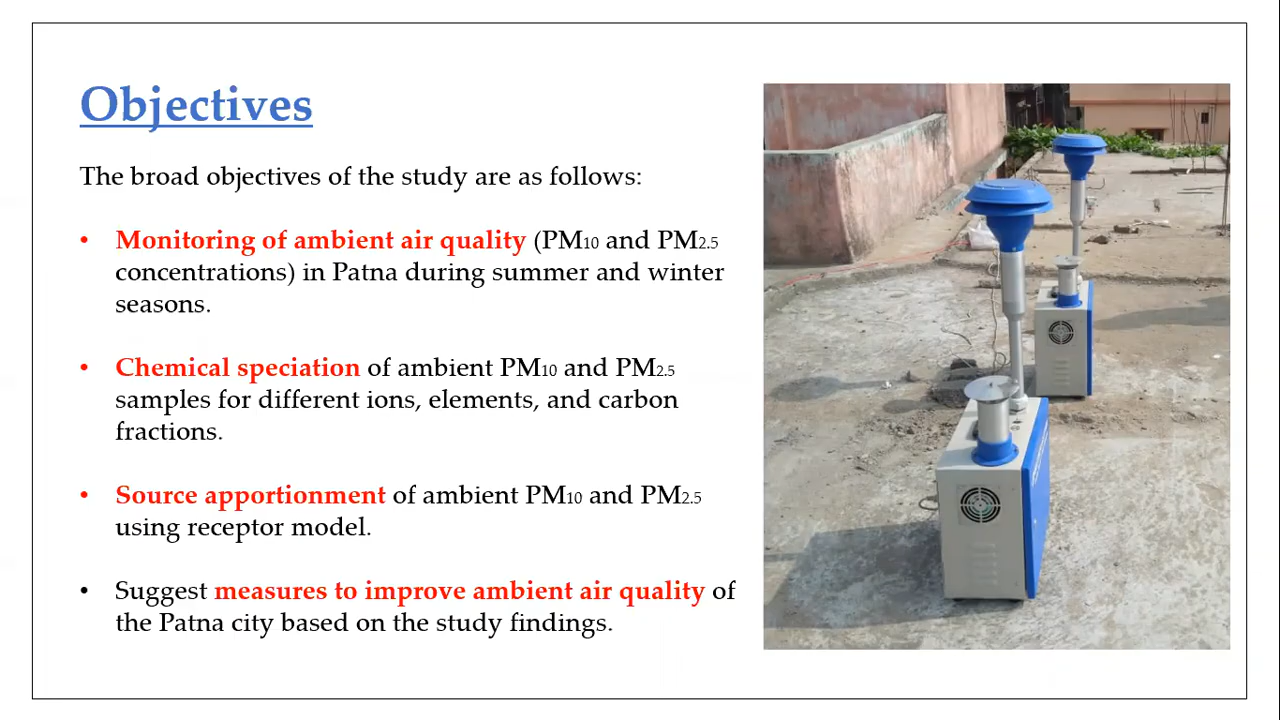 Objectives
The broad objectives of the study are as follows:
• Monitoring of ambient air quality (PM10 and PM2.5
concentrations) in Patna during summer and winter
seasons.
• Chemical speciation of ambient PM10 and PM2.5
samples for different ions, elements, and carbon
fractions.
• Source apportionment of ambient PM10 and PM2.5
using receptor model.
• Suggest measures to improve ambient air quality of
the Patna city based on the study findings.